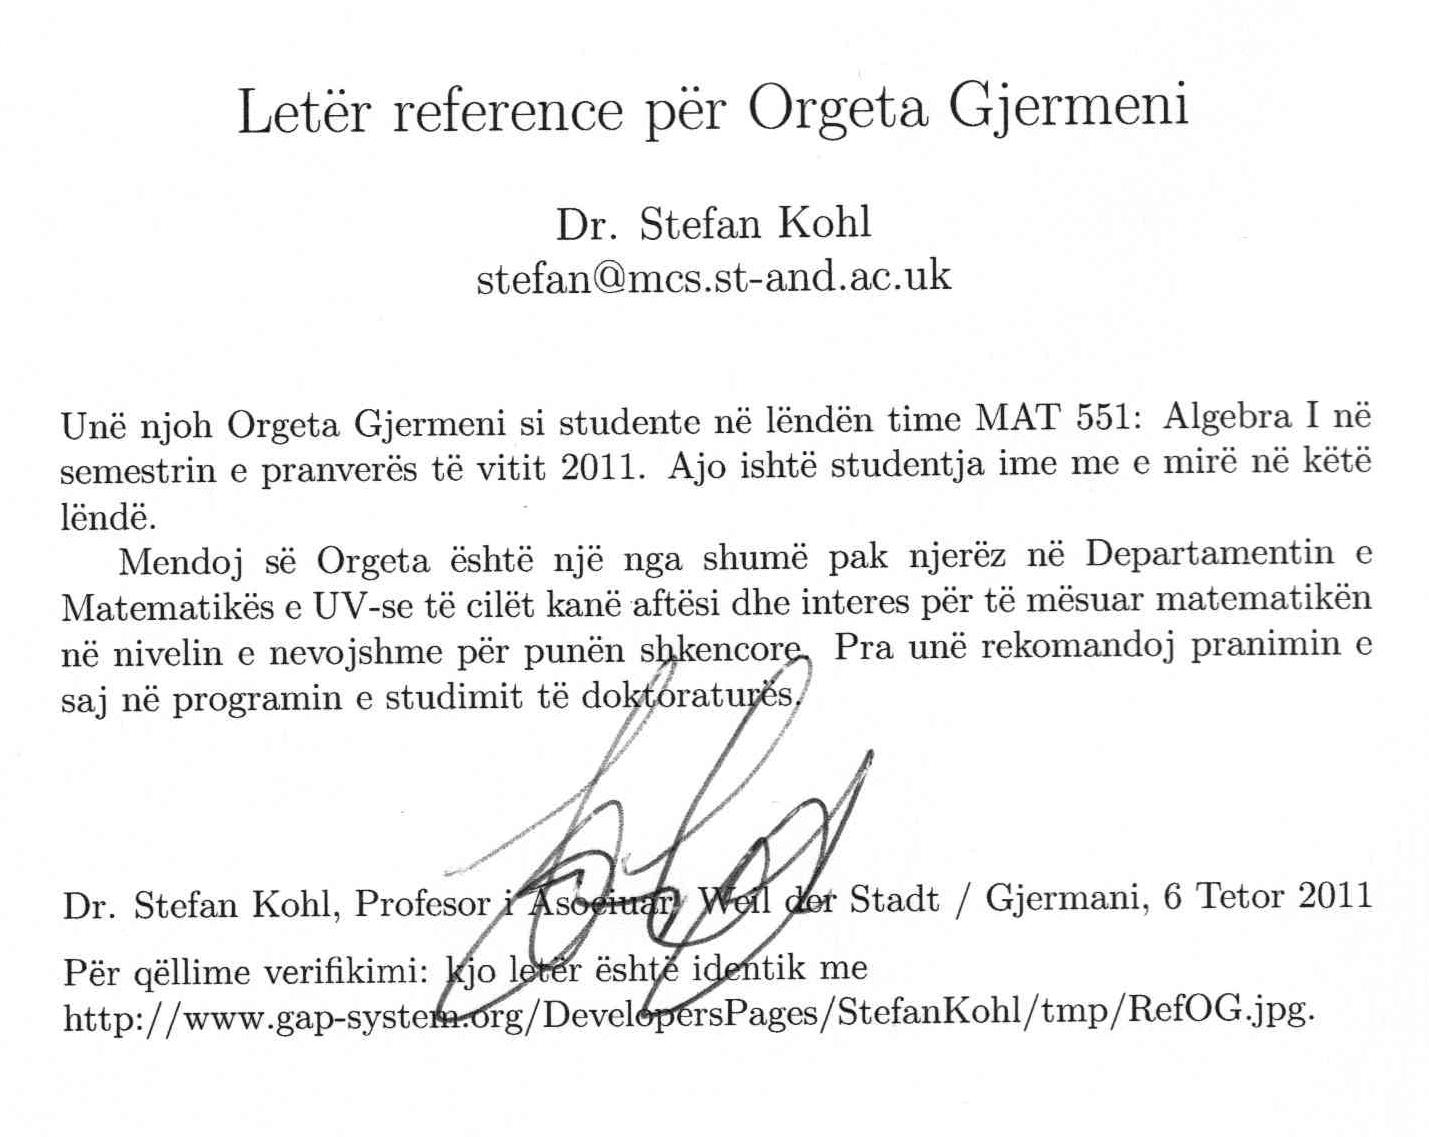 Letër reference për Orgeta Gjermeni
Dr. Stefan Kohl
stefan@mcs.st-and.ac.uk
Unë njoh Orgeta Gjermeni si studente në lëndën time MAT 551: Algebra I në
semestrin e pranverës të vitit 2011. Ajo ishtë studentja ime me e mirë në këtë
lëndë.
Mendoj së Orgeta është një nga shumë pak njerëz në Departamentin e
Matematikës e UV-se të cilët kanë aftësi dhe interes për të mësuar matematikën
në nivelin e nevojshme për punën shkencore. Pra unë rekomandoj pranimin e
saj në programin e studimit të doktoraturës.
Dr. Stefan Kohl, Profesor i Asociuar, Weil der Stadt / Gjermani, 6 Tetor 2011
Për qëllime verifikimi: kjo letër është identik me
http://www.gap-system.org/DevelopersPages/StefanKohl/tmp/RefOG.jpg.